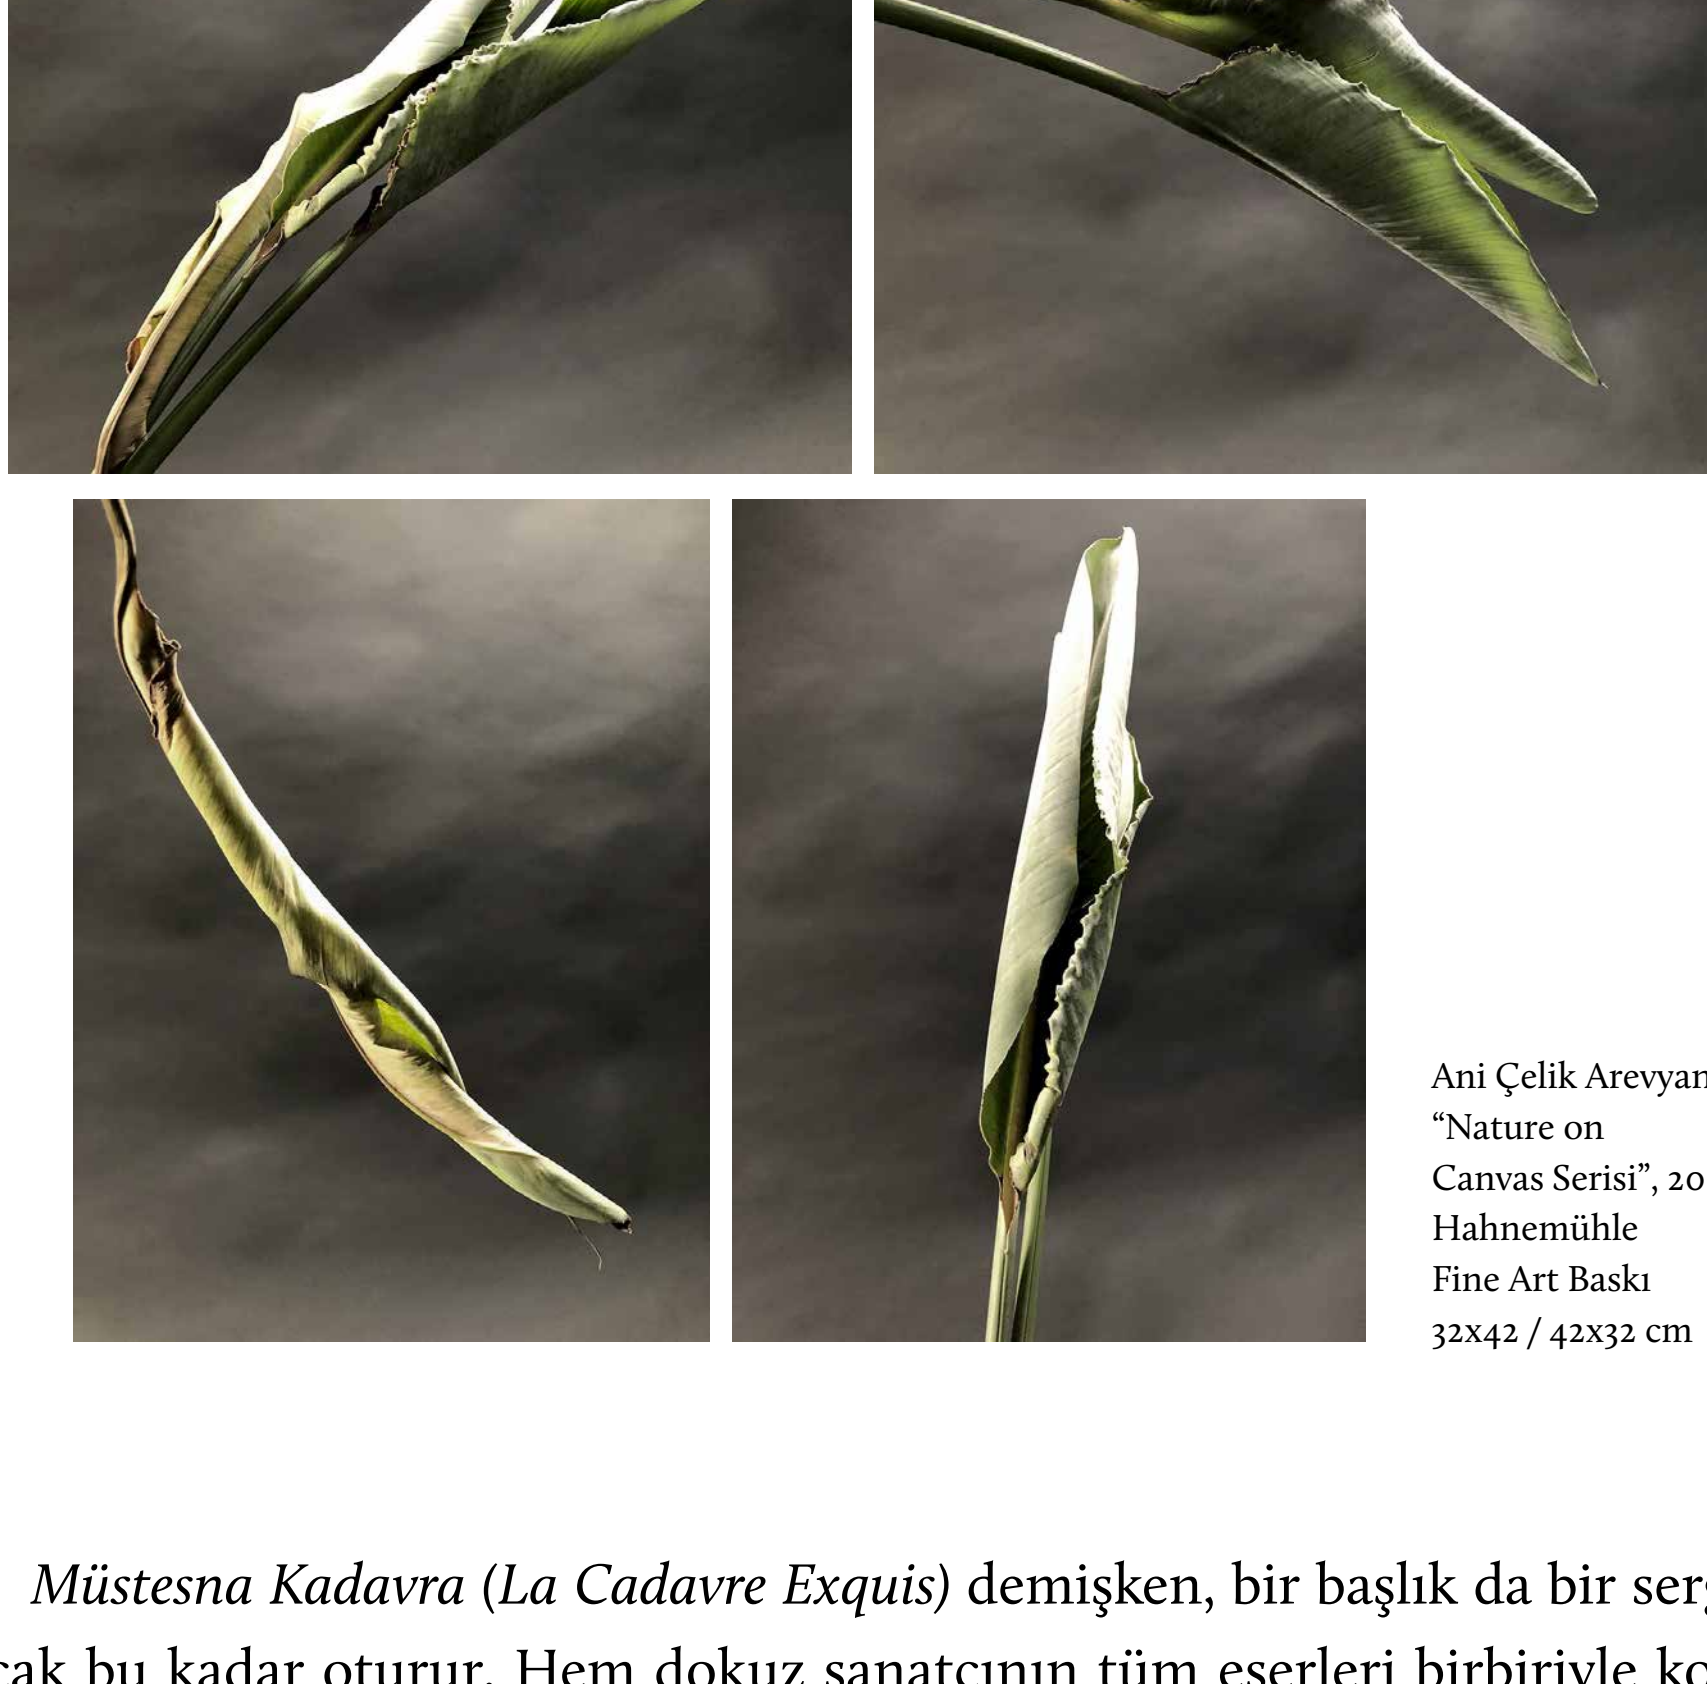 Ani Çelik Arevyan
“Nature on
Canvas Serisi”, 20
Hahnemühle
Fine Art Baskı
32x42 / 42x32 cm
Müstesna Kadavra (La Cadavre Exquis) demişken, bir başlık da bir serg
cak bu kadar oturur. Hem dokuz sanatçının tüm eserleri birbiriyle ko